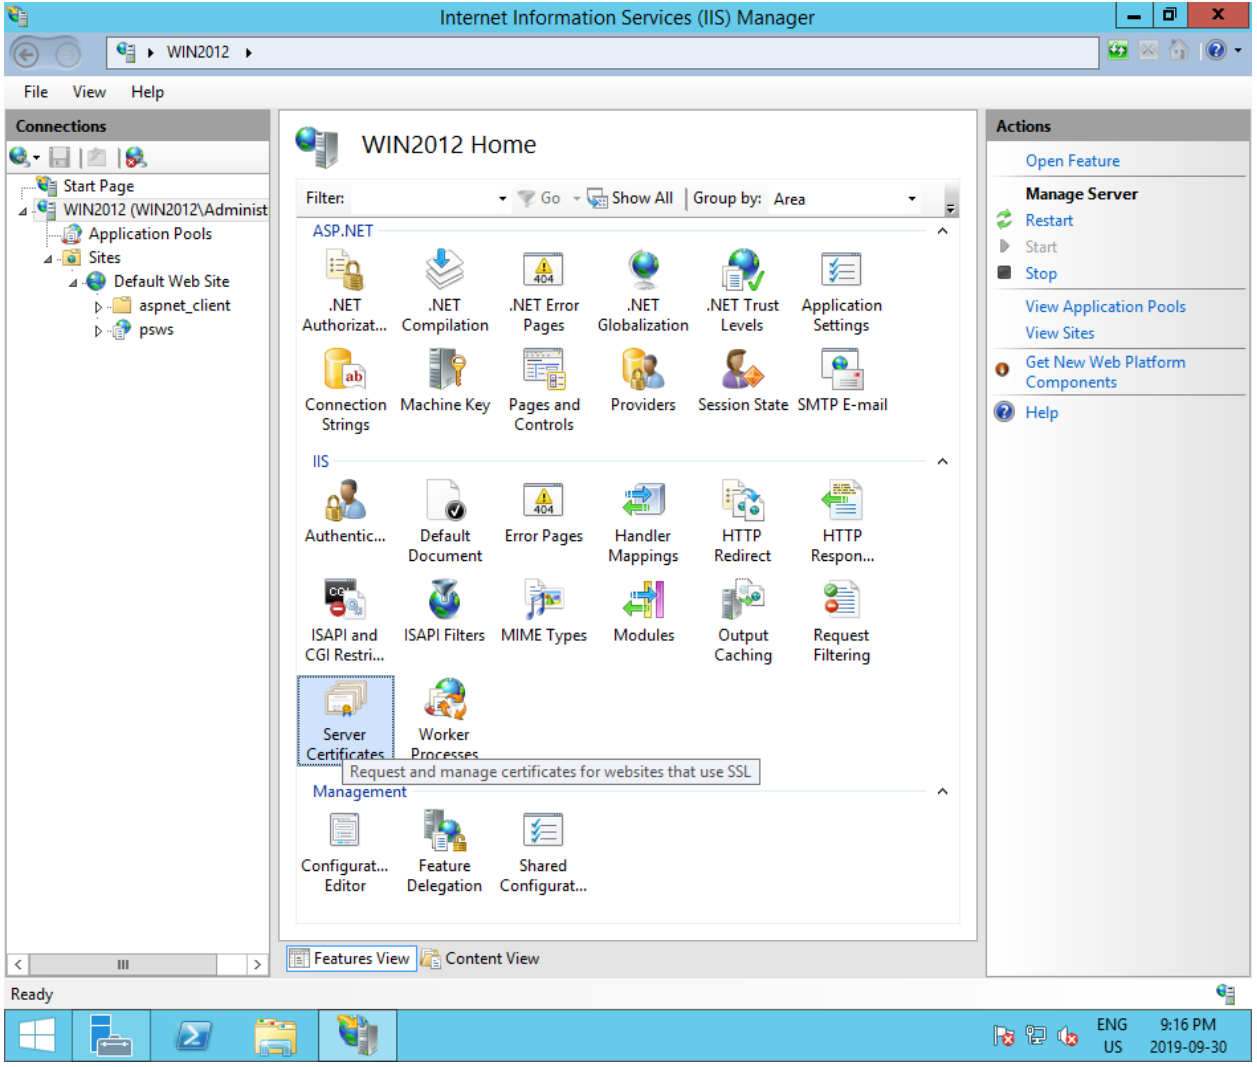 Internet Information Services (IIS) Manager
WIN2012
File View Help
Connections
Start Page
WIN2012 (WIN2012\Administ
Application Pools
Sites
Default Web Site
aspnet_client
psws
WIN2012 Home
Filter: Go Show All Group by: Area
ASP.NET
.NET Authorizat...
.NET Compilation
.NET Error Pages
.NET Globalization
.NET Trust Levels
Application Settings
Connection Strings
Machine Key
Pages and Controls
Providers
Session State
SMTP E-mail
IIS
Authentic...
Default Document
Error Pages
Handler Mappings
HTTP Redirect
HTTP Respon...
ISAPI and CGI Restri...
ISAPI Filters
MIME Types
Modules
Output Caching
Request Filtering
Server Certificates
Worker Processes
Request and manage certificates for websites that use SSL
Management
Configurat... Editor
Feature Delegation
Shared Configurat...
Features View Content View
Actions
Open Feature
Manage Server
Restart
Start
Stop
View Application Pools
View Sites
Get New Web Platform
Components
Help
Ready
ENG 9:16 PM
US 2019-09-30